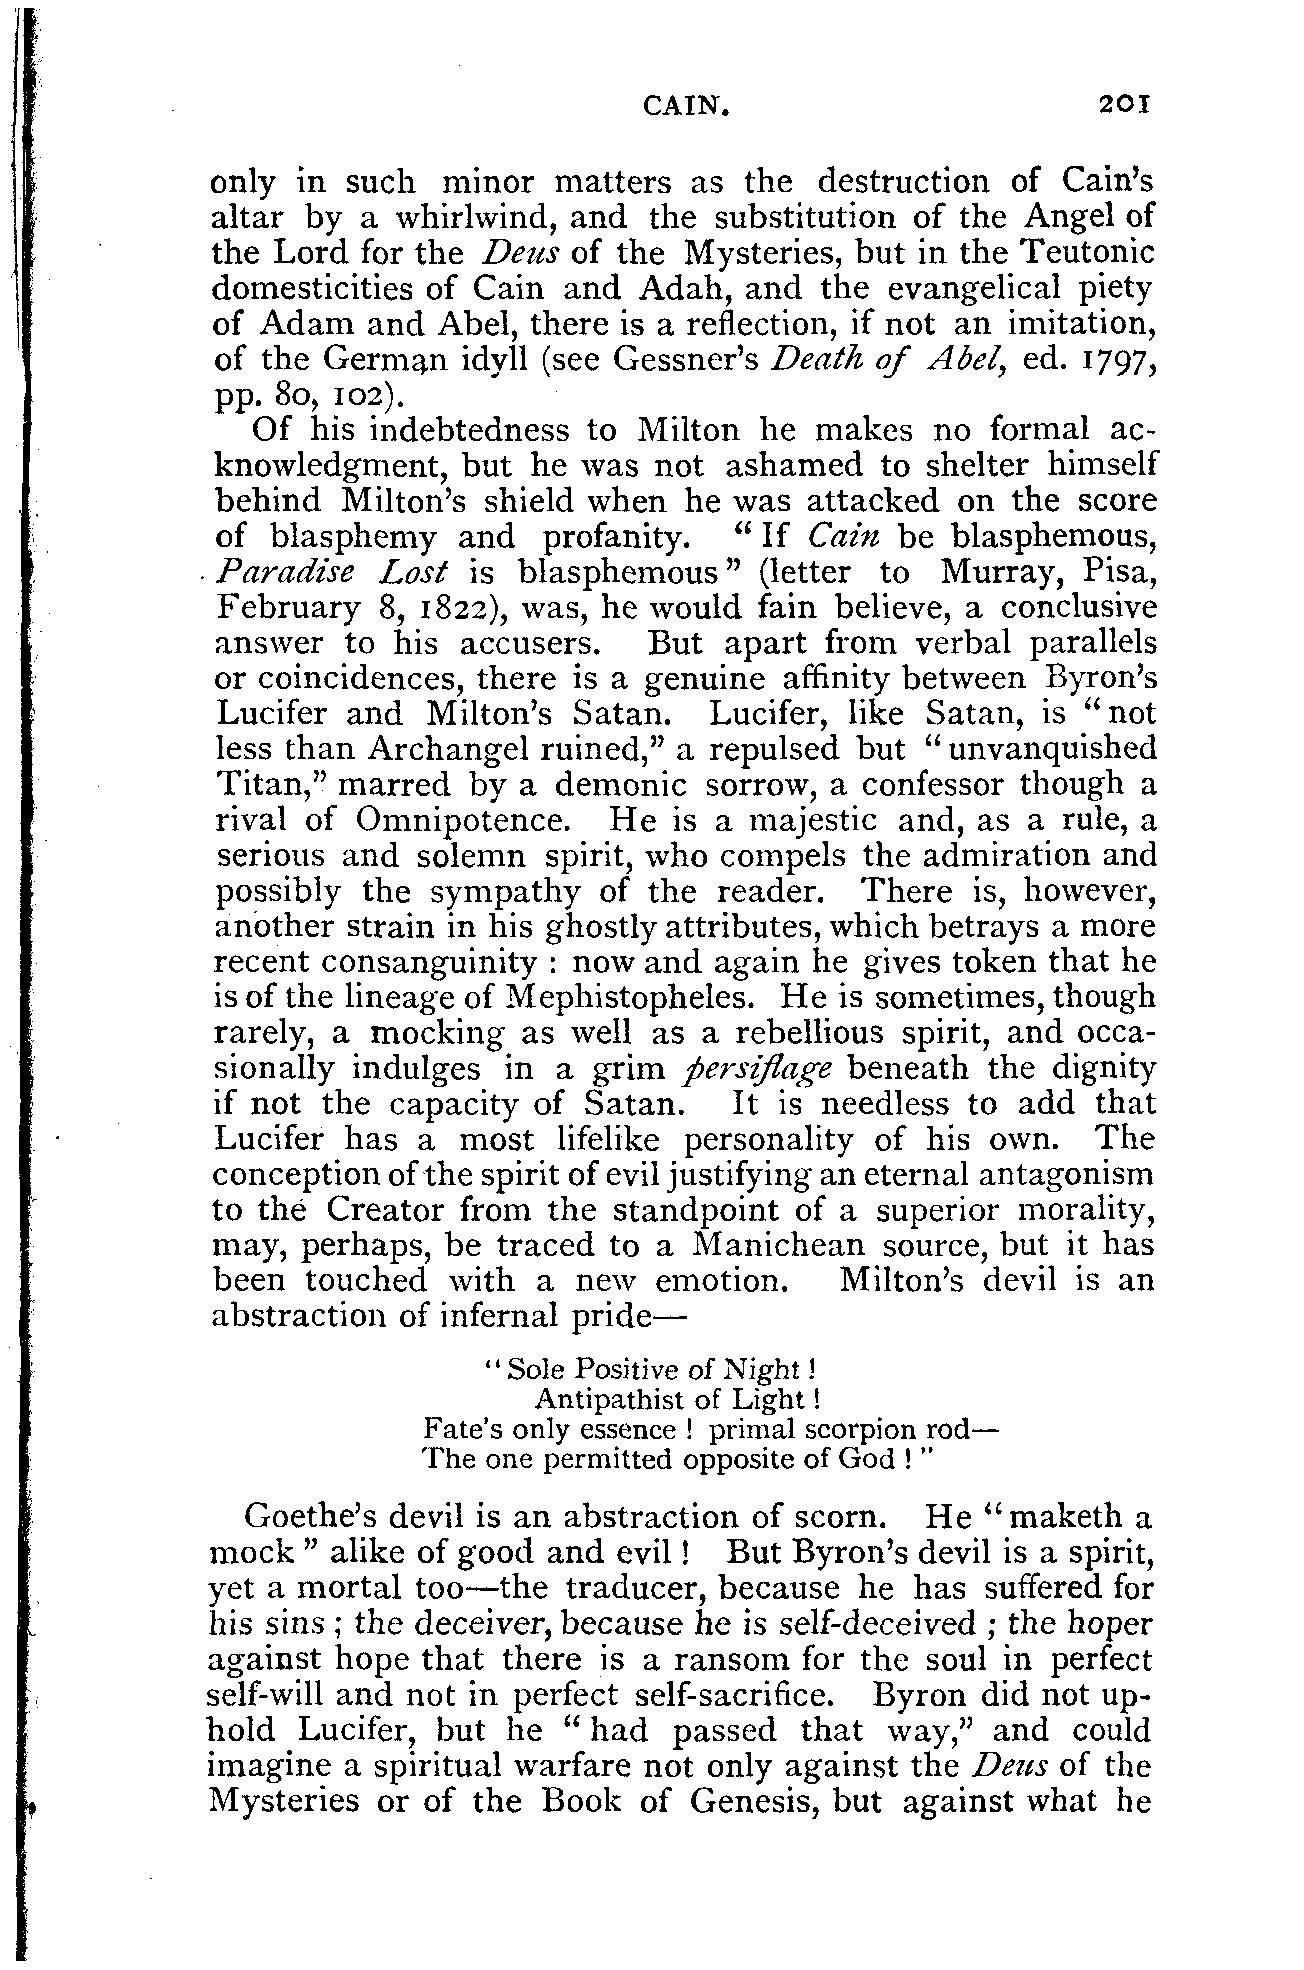 CAIN. 201
only in such minor matters as the destruction of Cain's
altar by a whirlwind, and the substitution of the Angel of
the Lord for the Deus of the Mysteries, but in the Teutonic
domesticities of Cain and Adah, and the evangelical piety
of Adam and Abel, there is a reflection, if not an imitation,
of the German idyll (see Gessner's Death of Abel, ed. 1797,
pp. 80, 102).
Of his indebtedness to Milton he makes no formal ac-
knowledgment, but he was not ashamed to shelter himself
behind Milton's shield when he was attacked on the score
of blasphemy and profanity. "If Cain be blasphemous,
Paradise Lost is blasphemous" (letter to Murray, Pisa,
February 8, 1822), was, he would fain believe, a conclusive
answer to his accusers. But apart from verbal parallels
or coincidences, there is a genuine affinity between Byron's
Lucifer and Milton's Satan. Lucifer, like Satan, is "not
less than Archangel ruined," a repulsed but "unvanquished
Titan," marred by a demonic sorrow, a confessor though a
rival of Omnipotence. He is a majestic and, as a rule, a
serious and solemn spirit, who compels the admiration and
possibly the sympathy of the reader. There is, however,
another strain in his ghostly attributes, which betrays a more
recent consanguinity : now and again he gives token that he
is of the lineage of Mephistopheles. He is sometimes, though
rarely, a mocking as well as a rebellious spirit, and occa-
sionally indulges in a grim persiflage beneath the dignity
if not the capacity of Satan. It is needless to add that
Lucifer has a most lifelike personality of his own. The
conception of the spirit of evil justifying an eternal antagonism
to the Creator from the standpoint of a superior morality,
may, perhaps, be traced to a Manichean source, but it has
been touched with a new emotion. Milton's devil is an
abstraction of infernal pride—
"Sole Positive of Night !
Antipathist of Light !
Fate's only essence ! primal scorpion rod—
The one permitted opposite of God ! "
Goethe's devil is an abstraction of scorn. He "maketh a
mock " alike of good and evil ! But Byron's devil is a spirit,
yet a mortal too—the traducer, because he has suffered for
his sins ; the deceiver, because he is self-deceived ; the hoper
against hope that there is a ransom for the soul in perfect
self-will and not in perfect self-sacrifice. Byron did not up-
hold Lucifer, but he "had passed that way," and could
imagine a spiritual warfare not only against the Deus of the
Mysteries or of the Book of Genesis, but against what he